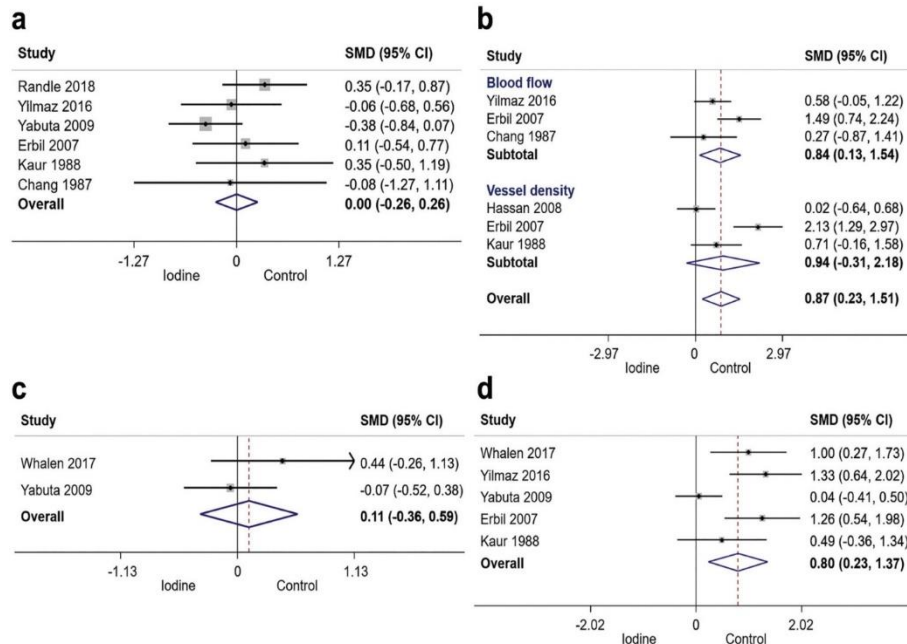 a
Study SMD (95% CI)
Randle 2018 0.35 (-0.17, 0.87)
Yllmaz 2016 -0.06 (-0.68, 0.56)
Yabuta 2009 -0.38 (-0.84, 0.07)
Erbil 2007 0.11 (-0.54, 0.77)
Kaur 1988 0.35 (-0.50, 1.19)
Chang 1987 -0.08 (-1.27, 1.11)
Overall 0.00 (-0.26, 0.26)
-1.27 0 1.27
Iodine Control
b
Study SMD (95% CI)
Blood flow
Yilmaz 2016 0.58 (-0.05, 1.22)
Erbil 2007 1.49 (0.74, 2.24)
Chang 1987 0.27 (-0.87, 1.41)
Subtotal 0.84 (0.13, 1.54)
Vessel density
Hassan 2008 0.02 (-0.64, 0.68)
Erbil 2007 2.13 (1.29, 2.97)
Kaur 1988 0.71 (-0.16, 1.58)
Subtotal 0.94 (-0.31, 2.18)
Overall 0.87 (0.23, 1.51)
-2.97 0 2.97
Iodine Control
c
Study SMD (95% CI)
Whalen 2017 0.44 (-0.26, 1.13)
Yabuta 2009 -0.07 (-0.52, 0.38)
Overall 0.11 (-0.36, 0.59)
-1.13 0 1.13
Iodine Control
d
Study SMD (95% CI)
Whalen 2017 1.00 (0.27, 1.73)
Yilmaz 2016 1.33 (0.64, 2.02)
Yabuta 2009 0.04 (-0.41, 0.50)
Erbil 2007 1.26 (0.54, 1.98)
Kaur 1988 0.49 (-0.36, 1.34)
Overall 0.80 (0.23, 1.37)
-2.02 0 2.02
Iodine Control